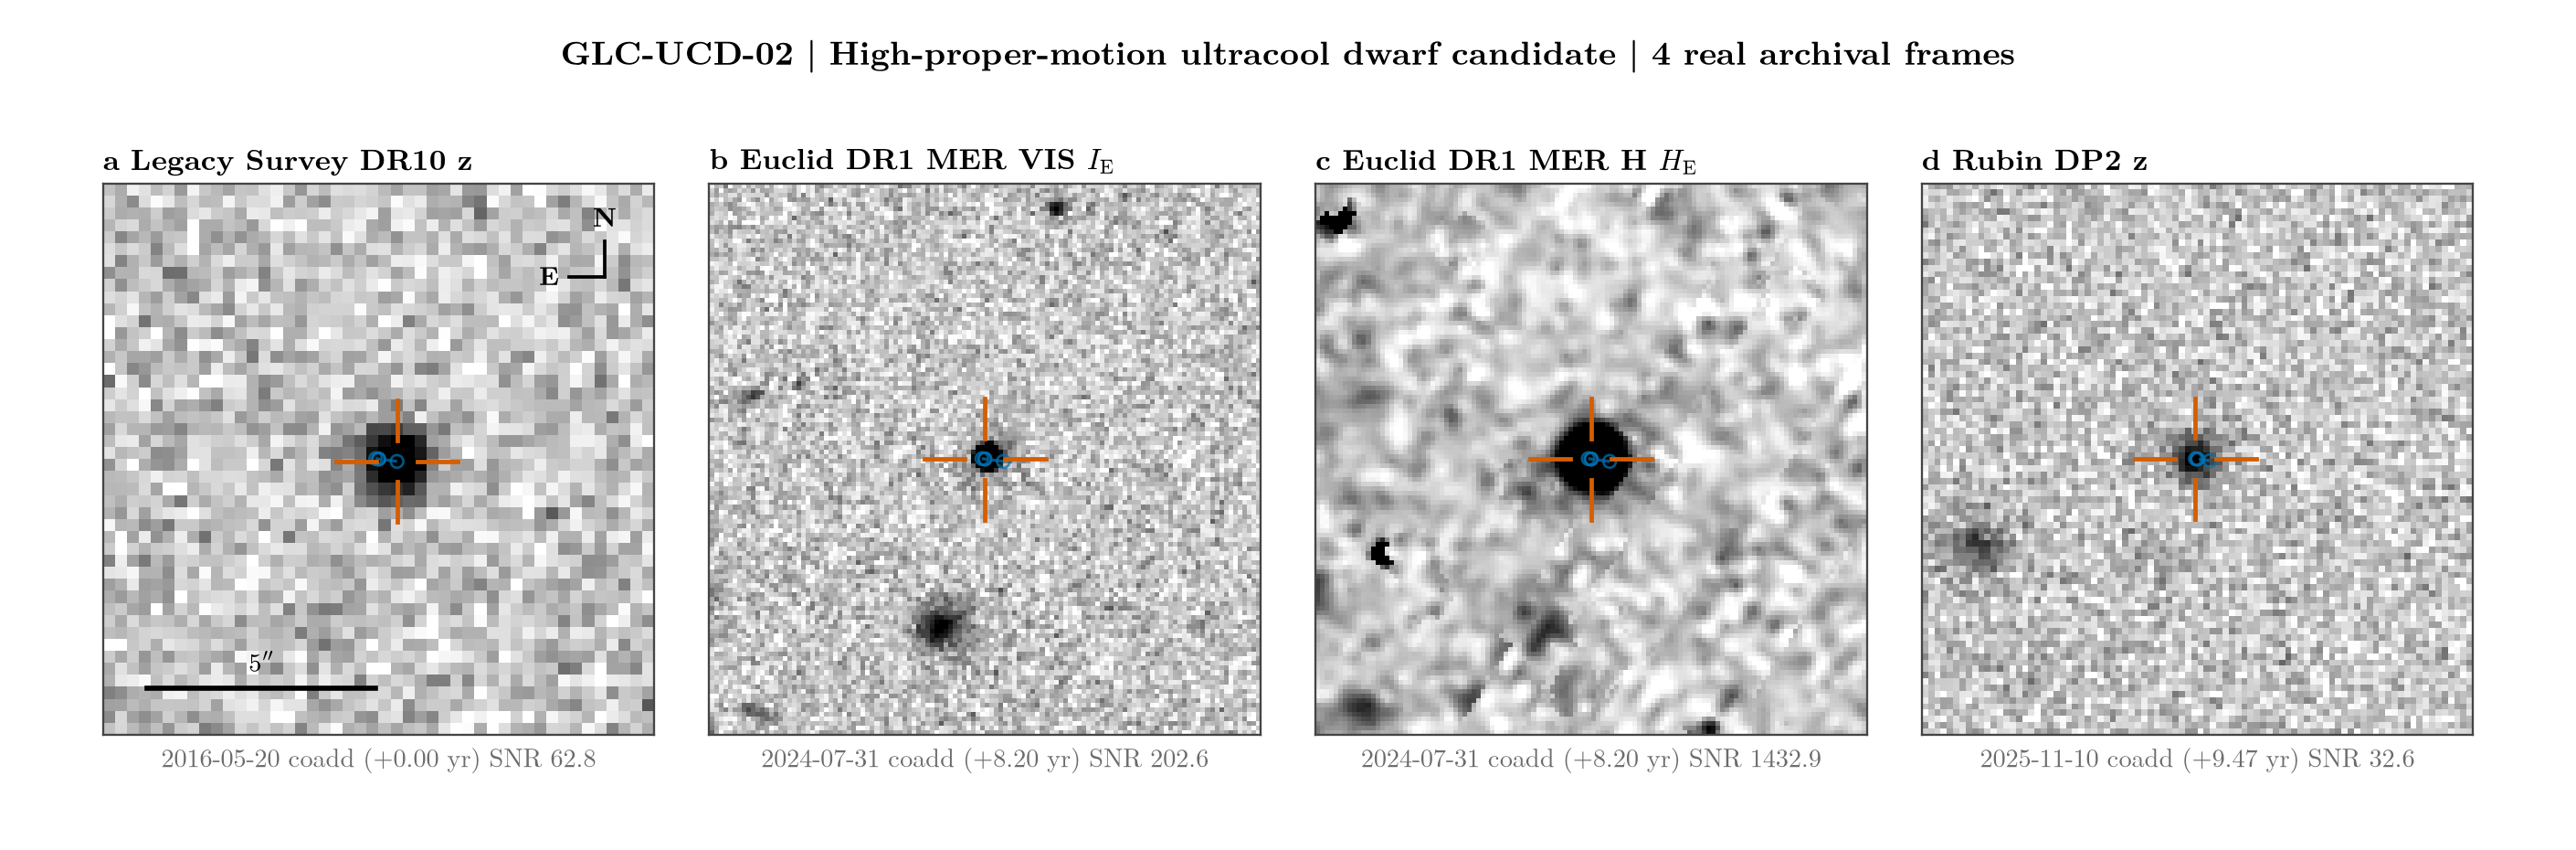 GLC-UCD-02 | High-proper-motion ultracool dwarf candidate | 4 real archival frames
a Legacy Survey DR10 z
b Euclid DR1 MER VIS I_E
c Euclid DR1 MER H H_E
d Rubin DP2 z
N
E
5″
2016-05-20 coadd (+0.00 yr) SNR 62.8
2024-07-31 coadd (+8.20 yr) SNR 202.6
2024-07-31 coadd (+8.20 yr) SNR 1432.9
2025-11-10 coadd (+9.47 yr) SNR 32.6